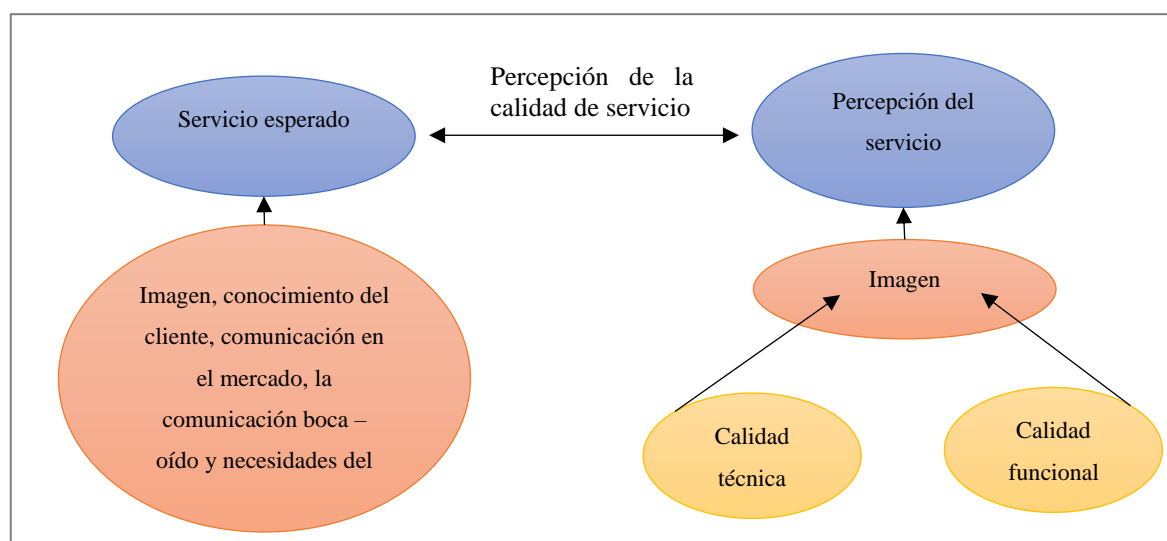 Servicio esperado
Percepción de la
calidad de servicio
Percepción del
servicio
Imagen, conocimiento del
cliente, comunicación en
el mercado, la
comunicación boca –
oído y necesidades del
Imagen
Calidad
técnica
Calidad
funcional